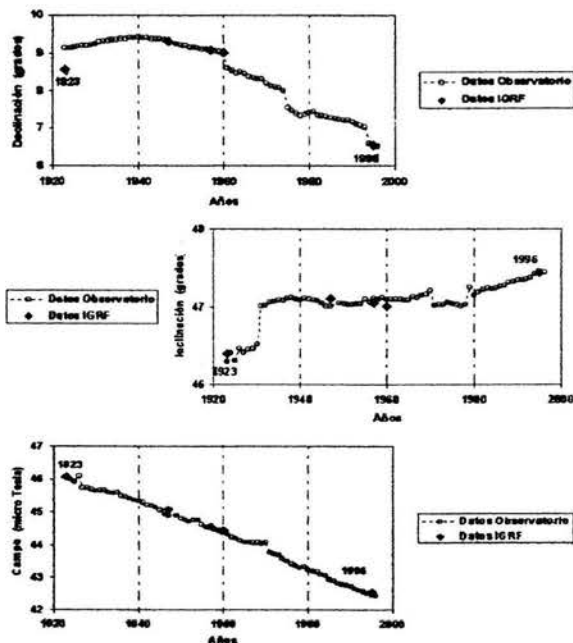 10
9
8
7
6
Declinación (grados)
1923
1996
1920 1940 1960 1980 2000
Años
Datos Observatorio
Datos IGRF
48
47
46
Inclinación (grados)
1923
1996
1920 1940 1960 1980 2000
Años
Datos Observatorio
Datos IGRF
47
46
45
44
43
42
Campo (micro Tesla)
1923
1996
1920 1940 1960 1980 2000
Años
Datos Observatorio
Datos IGRF